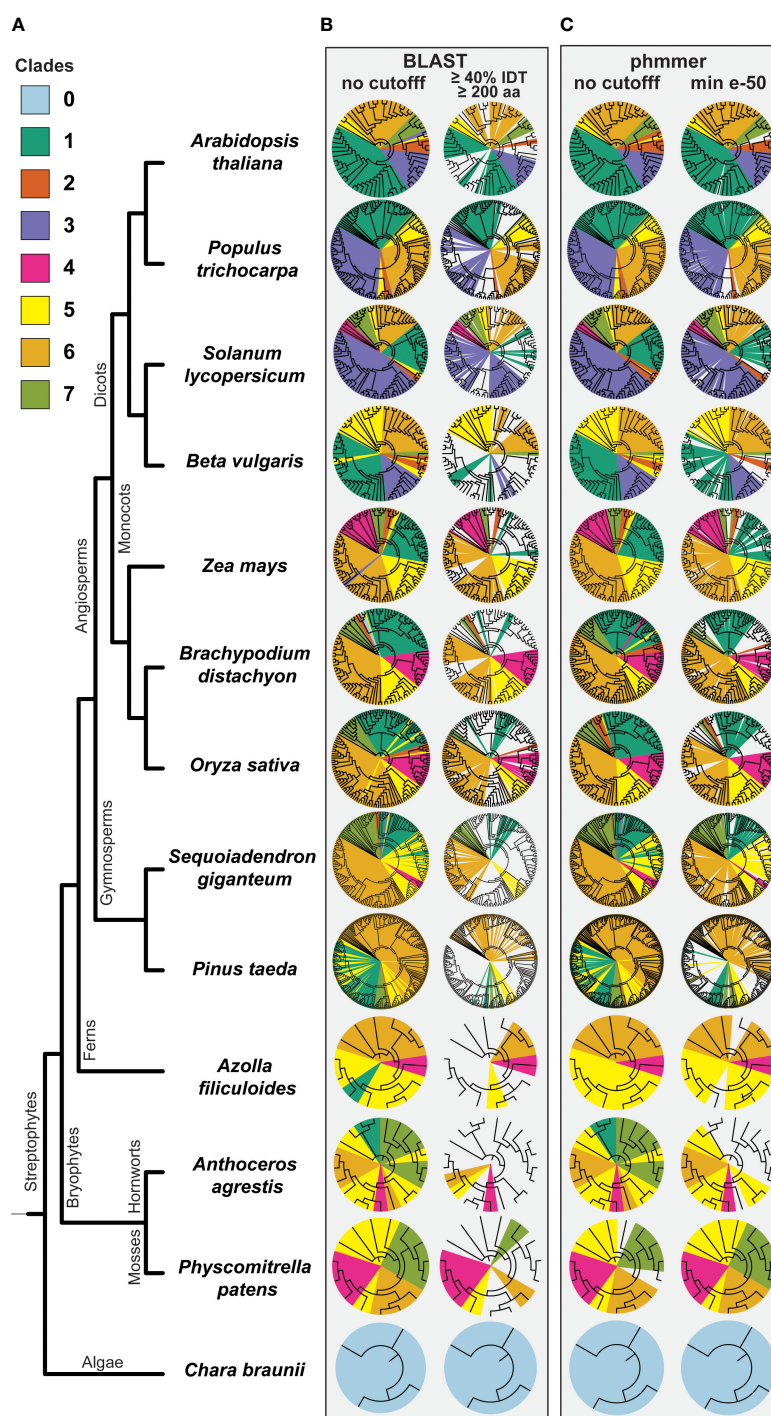 A
B
C
Clades
0
1
2
3
4
5
6
7
BLAST
no cutofff
≥ 40% IDT
≥ 200 aa
phmmer
no cutofff
min e-50
Arabidopsis
thaliana
Populus
trichocarpa
Solanum
lycopersicum
Beta vulgaris
Zea mays
Brachypodium
distachyon
Oryza sativa
Sequoiadendron
giganteum
Pinus taeda
Azolla
filiculoides
Anthoceros
agrestis
Physcomitrella
patens
Chara braunii
Dicots
Monocots
Angiosperms
Gymnosperms
Ferns
Streptophytes
Bryophytes
Hornworts
Mosses
Algae